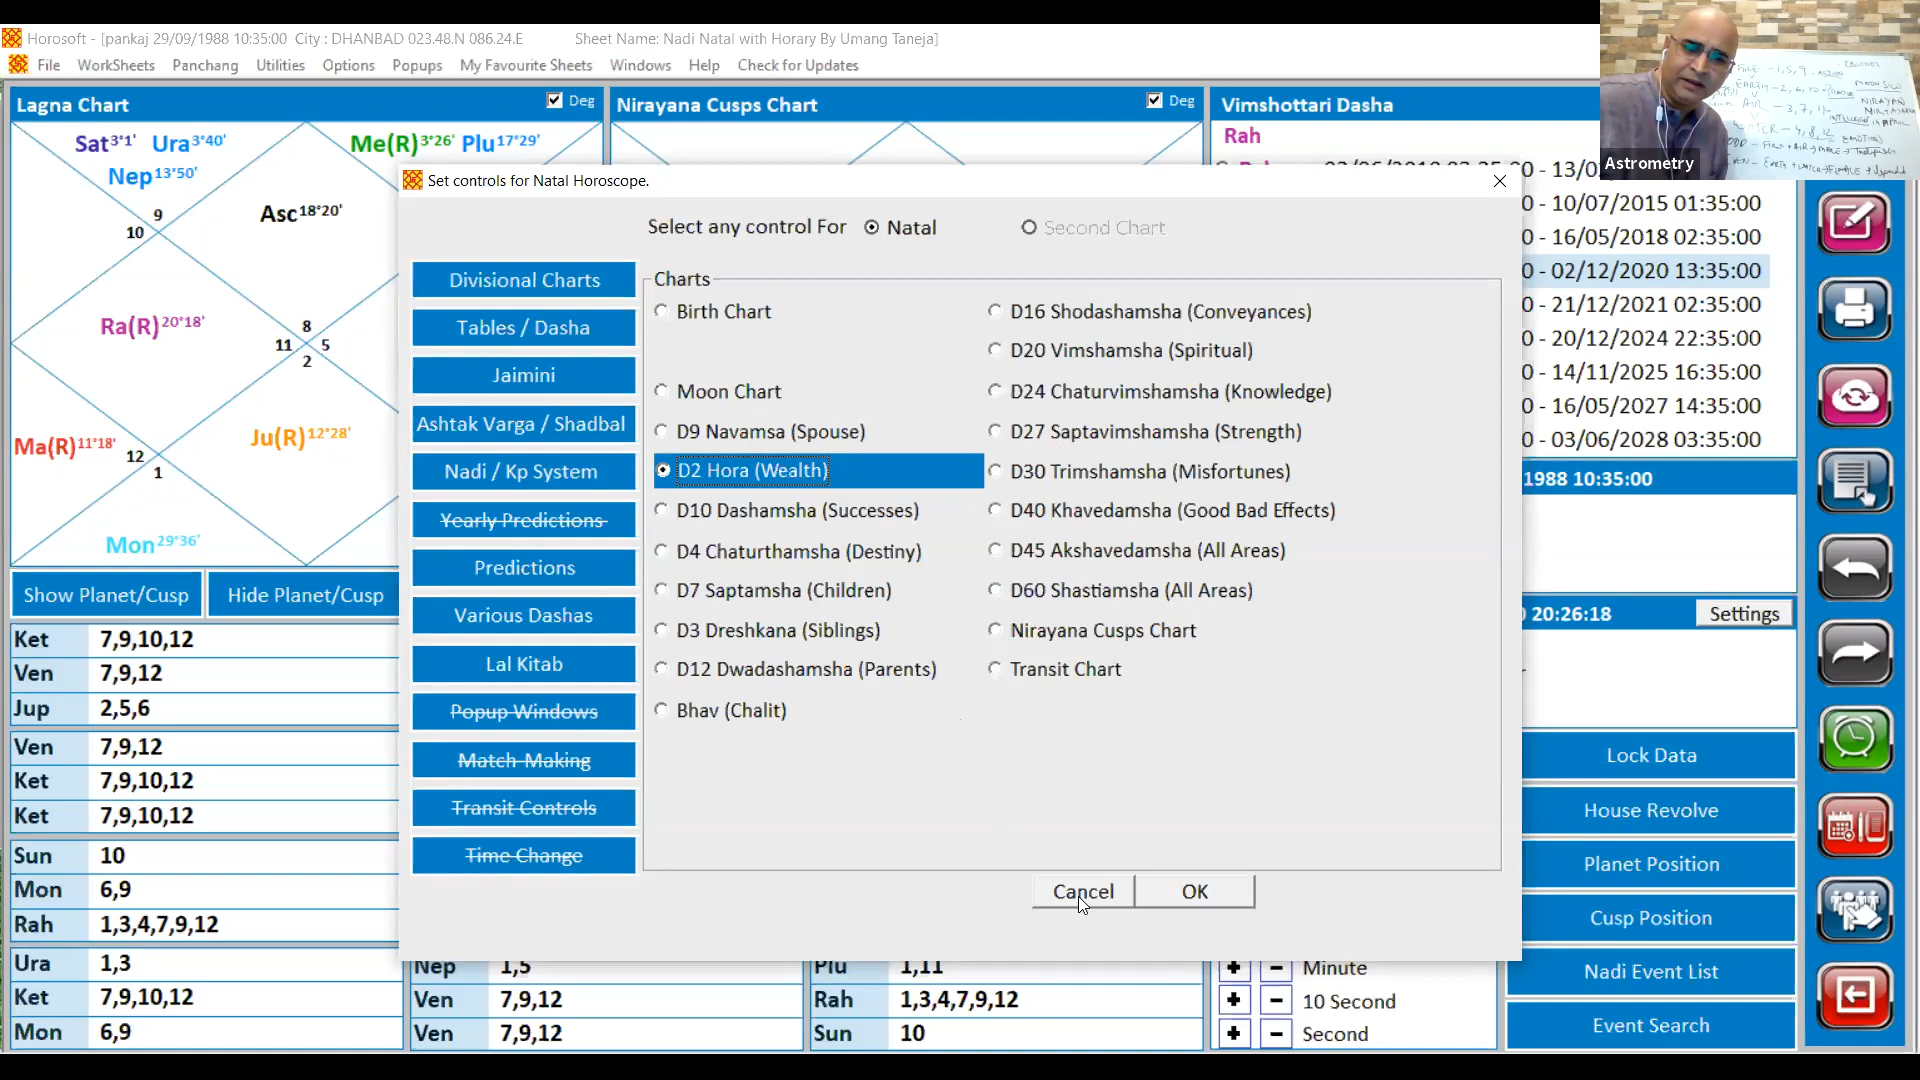 Horosoft - [pankaj 29/09/1988 10:35:00 City : DHANBAD 023.48.N 086.24.E Sheet Name: Nadi Natal with Horary By Umang Taneja]
File WorkSheets Panchang Utilities Options Popups My Favourite Sheets Windows Help Check for Updates
Lagna Chart Deg
Nirayana Cusps Chart Deg
Vimshottari Dasha
Sat 3°1' Ura 3°40' Me(R) 3°26' Plu 17°29'
Nep 13°50'
Asc 18°20'
9
10
Ra(R) 20°18'
8
11 5
2
Ma(R) 11°18'
Ju(R) 12°28'
12
1
Mon 29°36'
Show Planet/Cusp Hide Planet/Cusp
Ket 7,9,10,12
Ven 7,9,12
Jup 2,5,6
Ven 7,9,12
Ket 7,9,10,12
Ket 7,9,10,12
Sun 10
Mon 6,9
Rah 1,3,4,7,9,12
Ura 1,3
Ket 7,9,10,12
Mon 6,9
Set controls for Natal Horoscope.
Select any control For Natal Second Chart
Divisional Charts
Tables / Dasha
Jaimini
Ashtak Varga / Shadbal
Nadi / Kp System
Yearly Predictions
Predictions
Various Dashas
Lal Kitab
Popup Windows
Match Making
Transit Controls
Time Change
Charts
Birth Chart
Moon Chart
D9 Navamsa (Spouse)
D2 Hora (Wealth)
D10 Dashamsha (Successes)
D4 Chaturthamsha (Destiny)
D7 Saptamsha (Children)
D3 Dreshkana (Siblings)
D12 Dwadashamsha (Parents)
Bhav (Chalit)
D16 Shodashamsha (Conveyances)
D20 Vimshamsha (Spiritual)
D24 Chaturvimshamsha (Knowledge)
D27 Saptavimshamsha (Strength)
D30 Trimshamsha (Misfortunes)
D40 Khavedamsha (Good Bad Effects)
D45 Akshavedamsha (All Areas)
D60 Shastiamsha (All Areas)
Nirayana Cusps Chart
Transit Chart
Cancel OK
Nep 1,5
Ven 7,9,12
Ven 7,9,12
Plu 1,11
Rah 1,3,4,7,9,12
Sun 10
Rah
0 - 10/07/2015 01:35:00
0 - 16/05/2018 02:35:00
0 - 02/12/2020 13:35:00
0 - 21/12/2021 02:35:00
0 - 20/12/2024 22:35:00
0 - 14/11/2025 16:35:00
0 - 16/05/2027 14:35:00
0 - 03/06/2028 03:35:00
1988 10:35:00
20:26:18 Settings
Lock Data
House Revolve
Planet Position
Cusp Position
Nadi Event List
Event Search
+ - Minute
+ - 10 Second
+ - Second
Astrometry